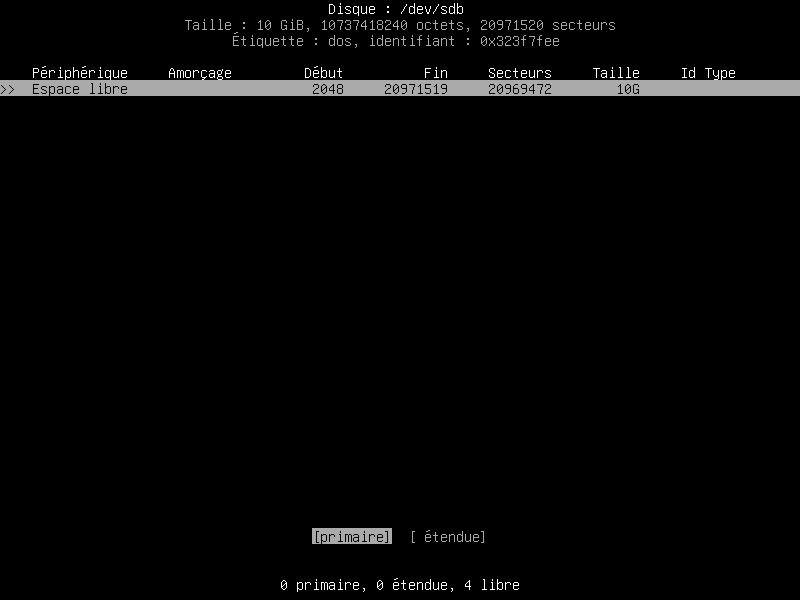 Disque : /dev/sdb
Taille : 10 GiB, 10737418240 octets, 20971520 secteurs
Étiquette : dos, identifiant : 0x323f7fee
Périphérique Amorçage Début Fin Secteurs Taille Id Type
>> Espace libre 2048 20971519 20969472 10G
[primaire] [ étendue]
0 primaire, 0 étendue, 4 libre